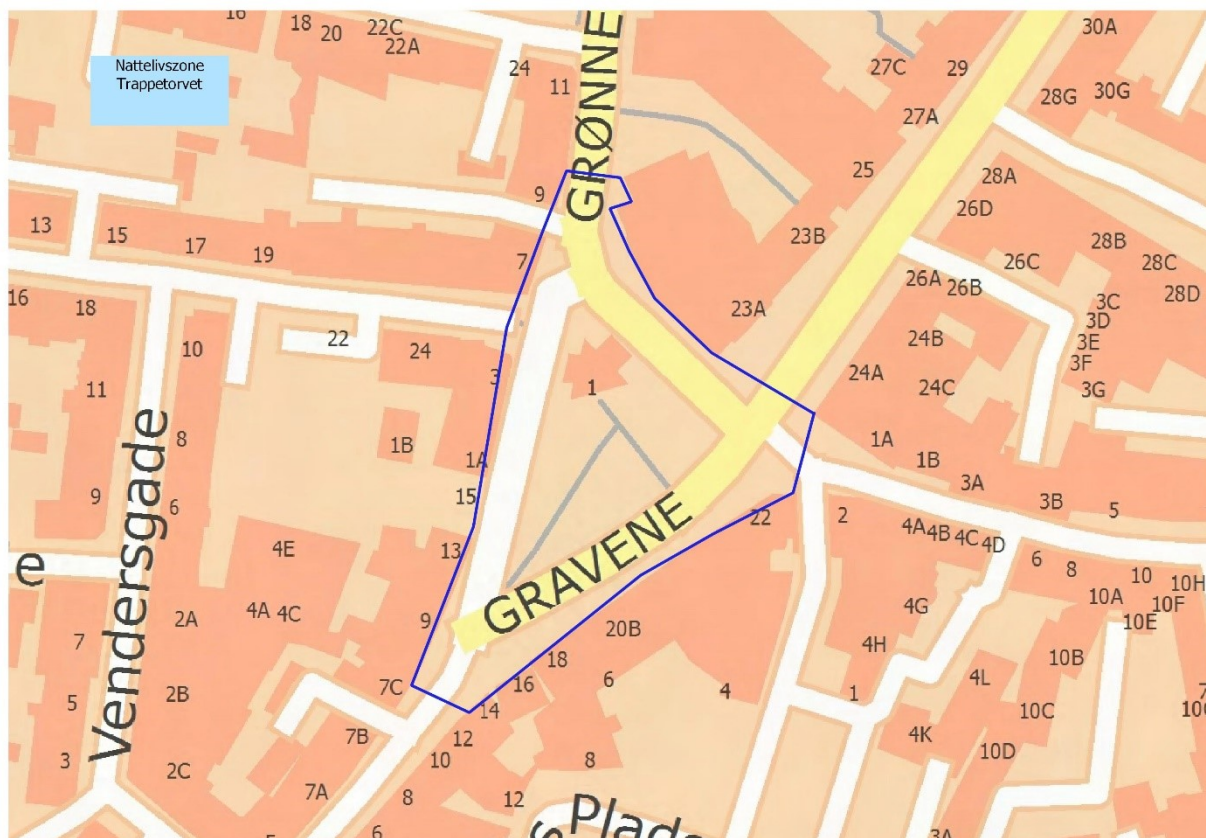 16
18
20
22C
22A
24
11
Nattelivszone
Trappetorvet
GRØNNE
27C
29
27A
30A
30G
28G
25
9
23B
28A
26D
13
15
17
19
7
28B
26C
28C
28D
26A
26B
16
18
22
24
23A
3C
3D
3E
3F
3G
24B
24A
24C
10
11
3
1
1B
1A
8
1A
1B
3A
3B
5
9
6
15
13
22
2
4A
4B
4C
4D
Vendersgade
GRAVENE
e
4E
4A
4C
2A
9
20B
18
16
6
4
4G
4H
6
8
10
10H
10A
10F
10E
10B
7
5
3
2B
2C
7C
14
12
10
7B
7A
8
6
12
8
1
4L
4K
10C
10D
3A
Plads